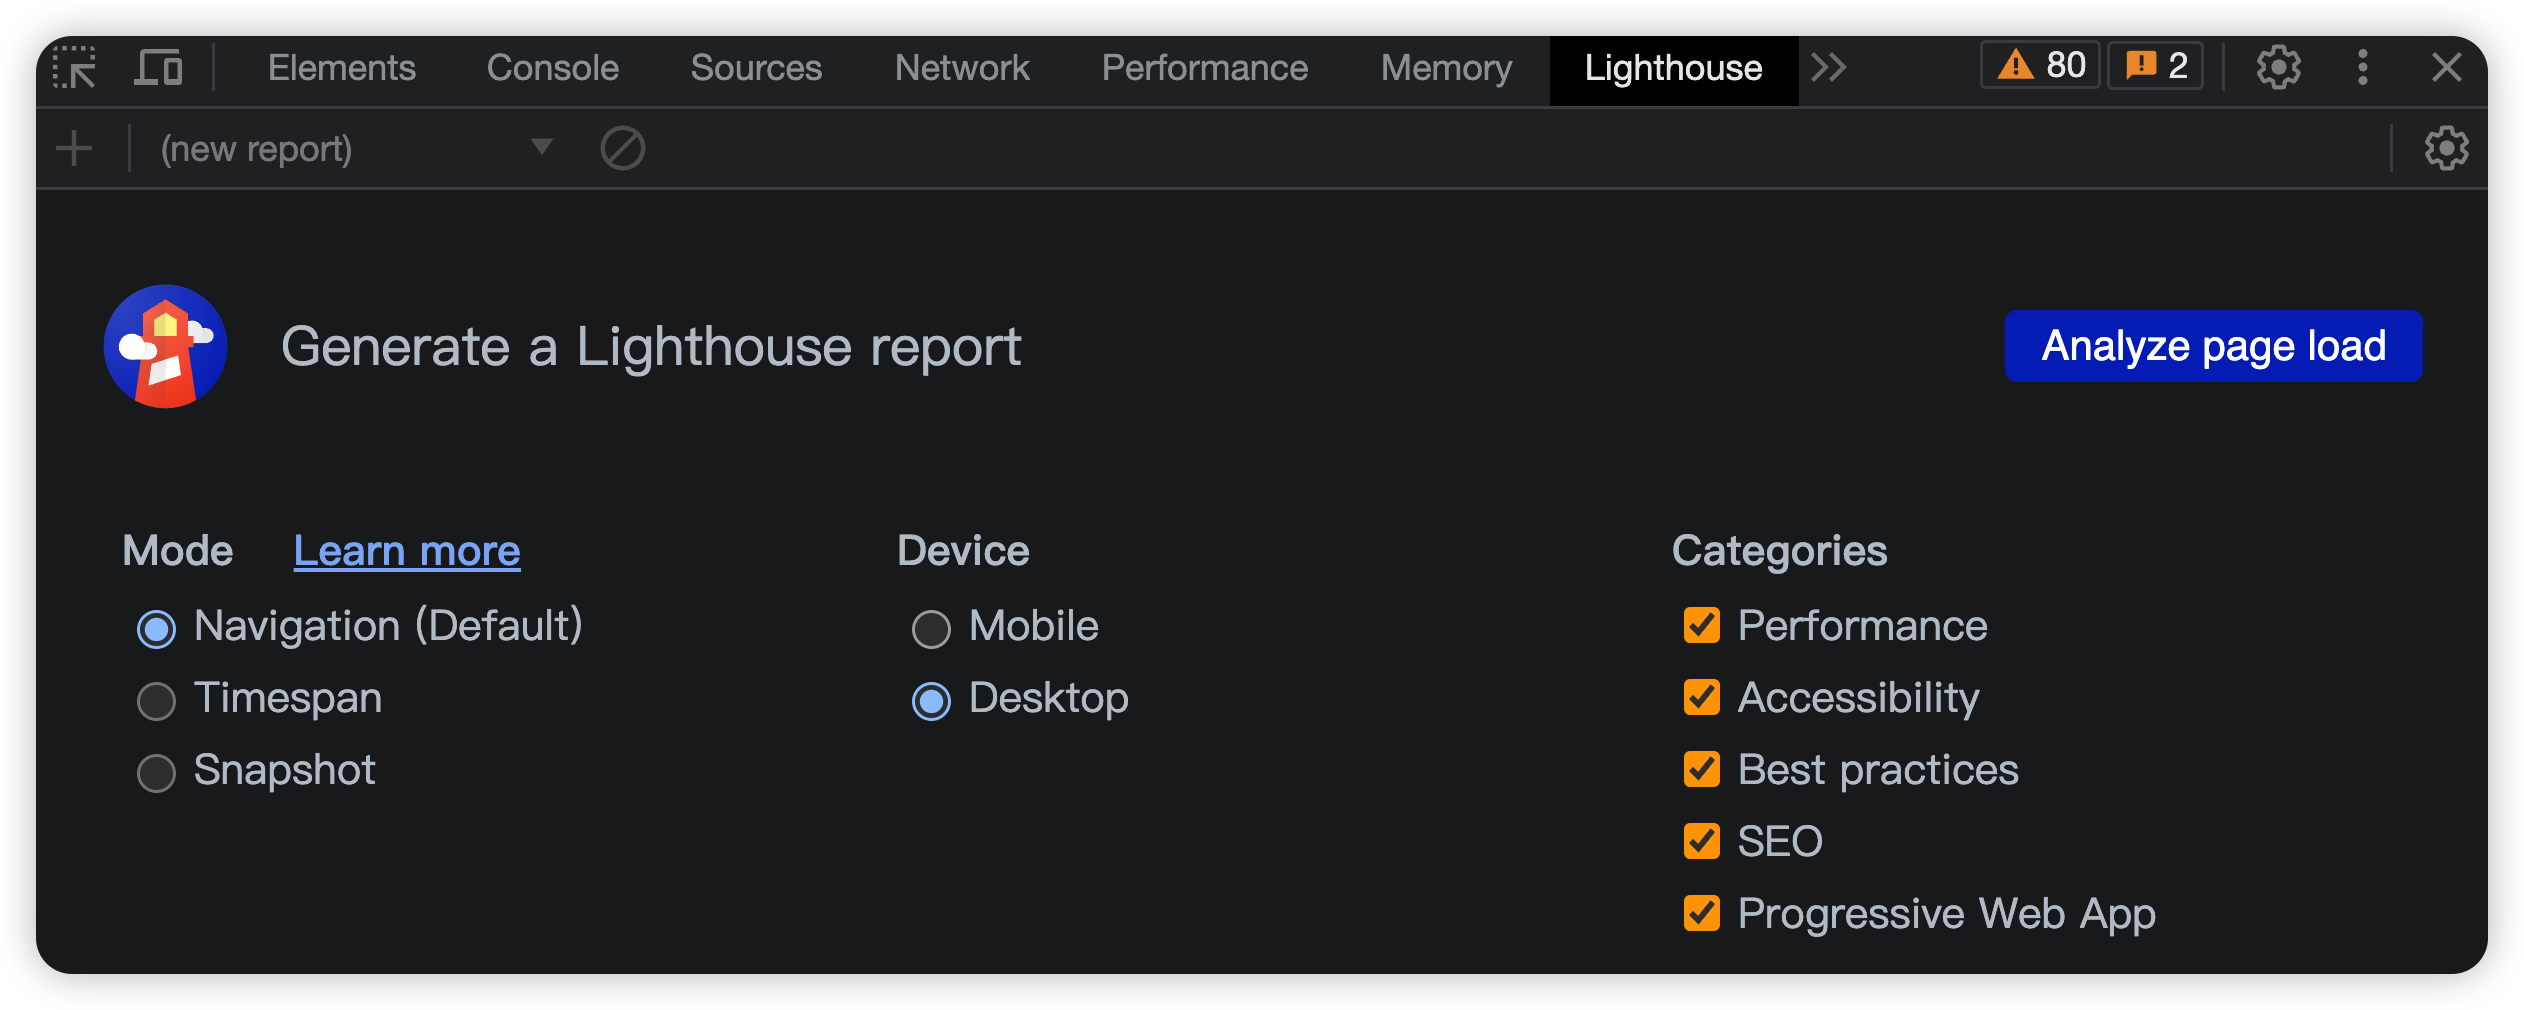 Elements Console Sources Network Performance Memory Lighthouse 80 2
(new report)
Generate a Lighthouse report Analyze page load
Mode Learn more
Navigation (Default)
Timespan
Snapshot
Device
Mobile
Desktop
Categories
Performance
Accessibility
Best practices
SEO
Progressive Web App